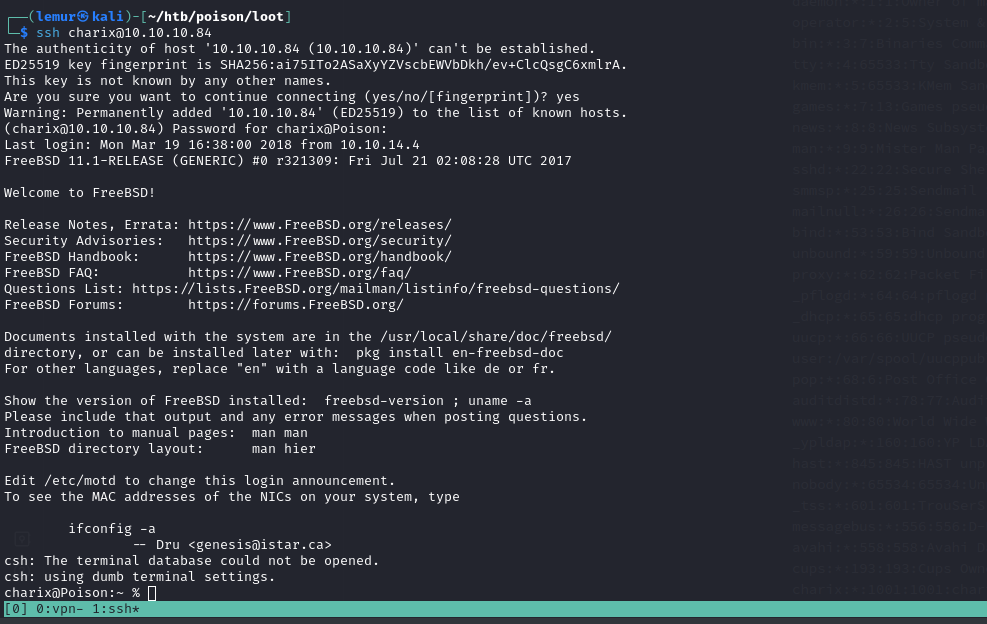 (lemur㉿kali)-[~/htb/poison/loot]
$ ssh charix@10.10.10.84
The authenticity of host '10.10.10.84 (10.10.10.84)' can't be established.
ED25519 key fingerprint is SHA256:ai75ITo2ASaXyYZVscbEWVbDkh/ev+ClcQsgC6xmlrA.
This key is not known by any other names.
Are you sure you want to continue connecting (yes/no/[fingerprint])? yes
Warning: Permanently added '10.10.10.84' (ED25519) to the list of known hosts.
(charix@10.10.10.84) Password for charix@Poison:
Last login: Mon Mar 19 16:38:00 2018 from 10.10.14.4
FreeBSD 11.1-RELEASE (GENERIC) #0 r321309: Fri Jul 21 02:08:28 UTC 2017
Welcome to FreeBSD!
Release Notes, Errata: https://www.FreeBSD.org/releases/
Security Advisories:   https://www.FreeBSD.org/security/
FreeBSD Handbook:      https://www.FreeBSD.org/handbook/
FreeBSD FAQ:           https://www.FreeBSD.org/faq/
Questions List: https://lists.FreeBSD.org/mailman/listinfo/freebsd-questions/
FreeBSD Forums:        https://forums.FreeBSD.org/
Documents installed with the system are in the /usr/local/share/doc/freebsd/
directory, or can be installed later with:  pkg install en-freebsd-doc
For other languages, replace "en" with a language code like de or fr.
Show the version of FreeBSD installed:  freebsd-version ; uname -a
Please include that output and any error messages when posting questions.
Introduction to manual pages:  man man
FreeBSD directory layout:      man hier
Edit /etc/motd to change this login announcement.
To see the MAC addresses of the NICs on your system, type
ifconfig -a
-- Dru <genesis@istar.ca>
csh: The terminal database could not be opened.
csh: using dumb terminal settings.
charix@Poison:~ %
[0] 0:vpn- 1:ssh*